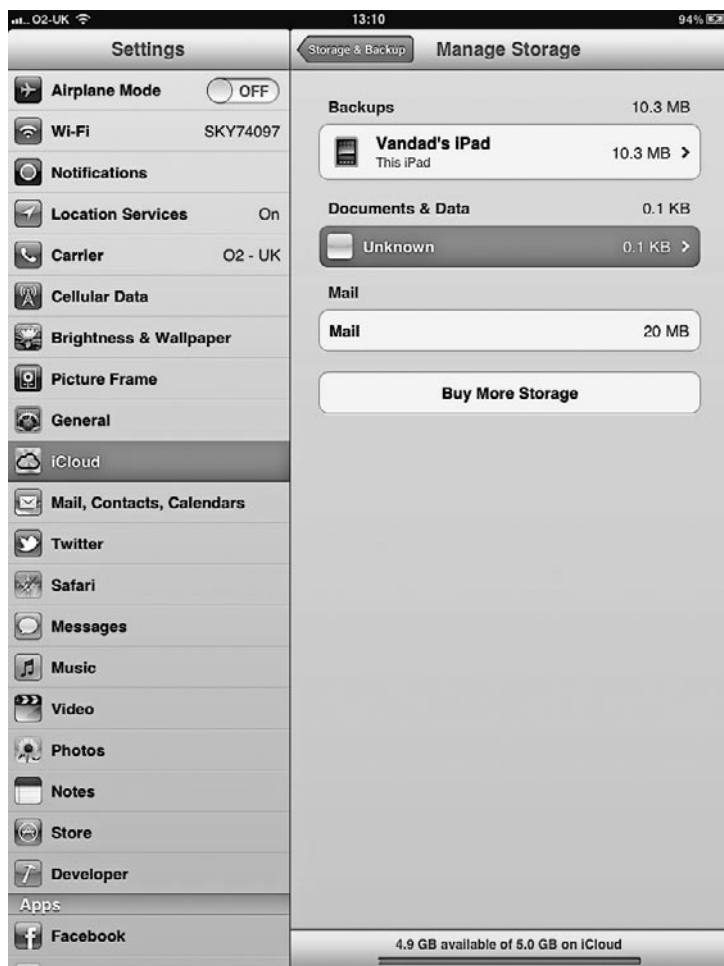 O2-UK 13:10 94%
Settings
Airplane Mode OFF
Wi-Fi SKY74097
Notifications
Location Services On
Carrier O2 - UK
Cellular Data
Brightness & Wallpaper
Picture Frame
General
iCloud
Mail, Contacts, Calendars
Twitter
Safari
Messages
Music
Video
Photos
Notes
Store
Developer
Apps
Facebook
Storage & Backup Manage Storage
Backups 10.3 MB
Vandad's iPad
This iPad
10.3 MB
Documents & Data 0.1 KB
Unknown 0.1 KB
Mail
Mail 20 MB
Buy More Storage
4.9 GB available of 5.0 GB on iCloud